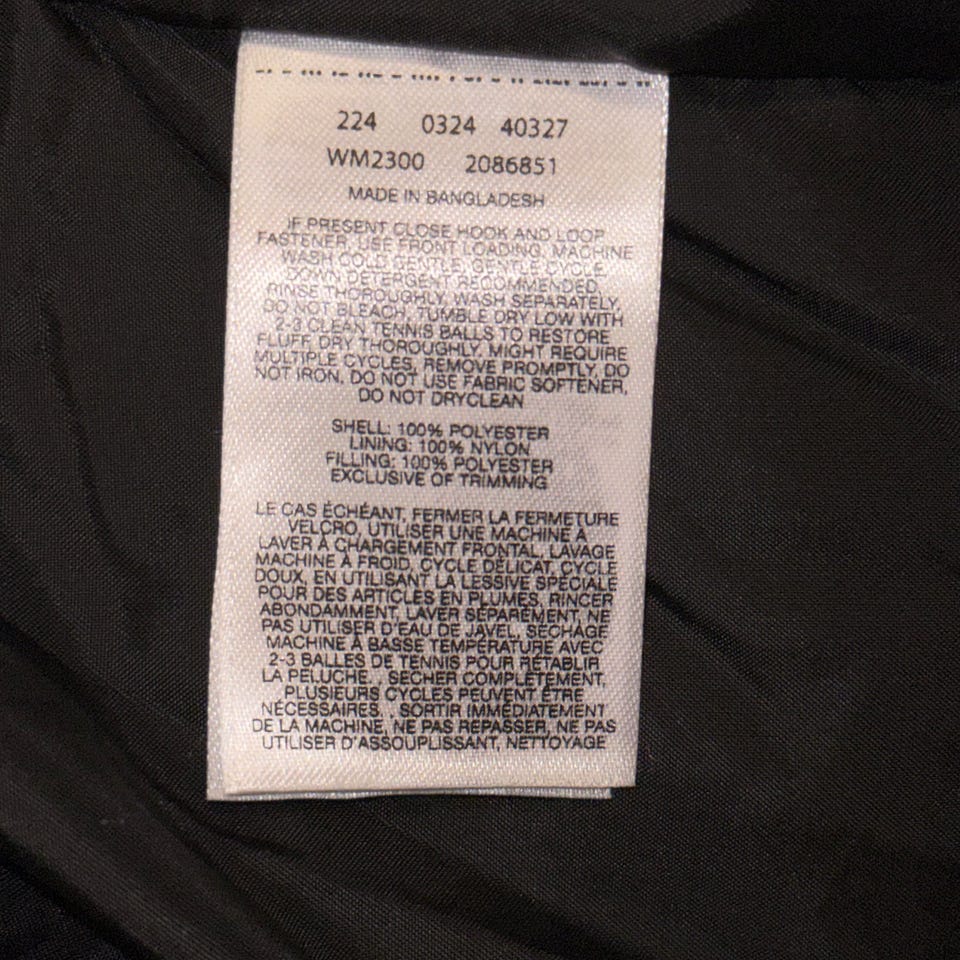 224 0324 40327
WM2300 2086851
MADE IN BANGLADESH
IF PRESENT CLOSE HOOK AND LOOP
FASTENER, USE FRONT LOADING, MACHINE
WASH COLD GENTLE, GENTLE CYCLE,
DOWN DETERGENT RECOMMENDED,
RINSE THOROUGHLY, WASH SEPARATELY,
DO NOT BLEACH, TUMBLE DRY LOW WITH
2-3 CLEAN TENNIS BALLS TO RESTORE
FLUFF, DRY THOROUGHLY, MIGHT REQUIRE
MULTIPLE CYCLES, REMOVE PROMPTLY, DO
NOT IRON, DO NOT USE FABRIC SOFTENER,
DO NOT DRYCLEAN
SHELL: 100% POLYESTER
LINING: 100% NYLON
FILLING: 100% POLYESTER
EXCLUSIVE OF TRIMMING
LE CAS ÉCHÉANT, FERMER LA FERMETURE
VELCRO, UTILISER UNE MACHINE À
LAVER À CHARGEMENT FRONTAL, LAVAGE
MACHINE À FROID, CYCLE DÉLICAT, CYCLE
DOUX, EN UTILISANT LA LESSIVE SPÉCIALE
POUR DES ARTICLES EN PLUMES, RINCER
ABONDAMMENT, LAVER SÉPARÉMENT, NE
PAS UTILISER D'EAU DE JAVEL, SÉCHAGE
MACHINE À BASSE TEMPÉRATURE AVEC
2-3 BALLES DE TENNIS POUR RÉTABLIR
LA PELUCHE. , SÉCHER COMPLÈTEMENT,
PLUSIEURS CYCLES PEUVENT ÊTRE
NÉCESSAIRES. , SORTIR IMMÉDIATEMENT
DE LA MACHINE, NE PAS REPASSER, NE PAS
UTILISER D'ASSOUPLISSANT, NETTOYAGE